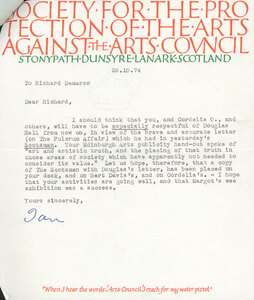 SOCIETY·FOR·THE·PRO
TECTION·OF·THE·ARTS
AGAINST·THE·ARTS·COUNCIL
STONYPATH·DUNSYRE·LANARK·SCOTLAND
26.10.74
To Richard Demarco
Dear Richard,
I should think that you, and Cordelia O., and
others, will have to be especially respectful of Douglas
Hall from now on, in view of the brave and accurate letter
(on The Fulcrum Affair) which he had in yesterday's
Scotsman. Your Edinburgh Arts publicity hand-out spoke of
"art and artistic truth, and the placing of that truth in
those areas of society which have apparently not needed to
consider its value." Let us hope, therefore, that a copy
of The Scotsman with Douglas's letter, has been placed on
your desk, and on Bert Davis's, and on Cordelia's. - I hope
that your activities are going well, and that Margot's wee
exhibition was a success.
Yours sincerely,
Ian
"When I hear the words 'Arts Council' I reach for my water pistol"